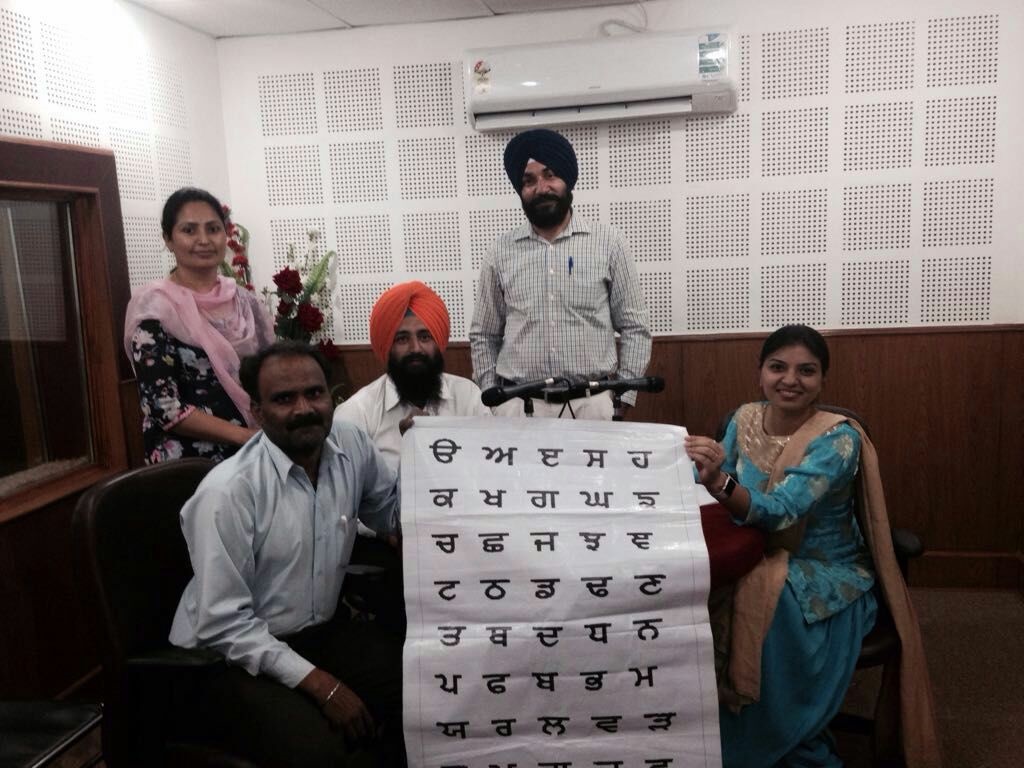 ੳ ਅ ੲ ਸ ਹ
ਕ ਖ ਗ ਘ ਙ
ਚ ਛ ਜ ਝ ਞ
ਟ ਠ ਡ ਢ ਣ
ਤ ਥ ਦ ਧ ਨ
ਪ ਫ ਬ ਭ ਮ
ਯ ਰ ਲ ਵ ੜ